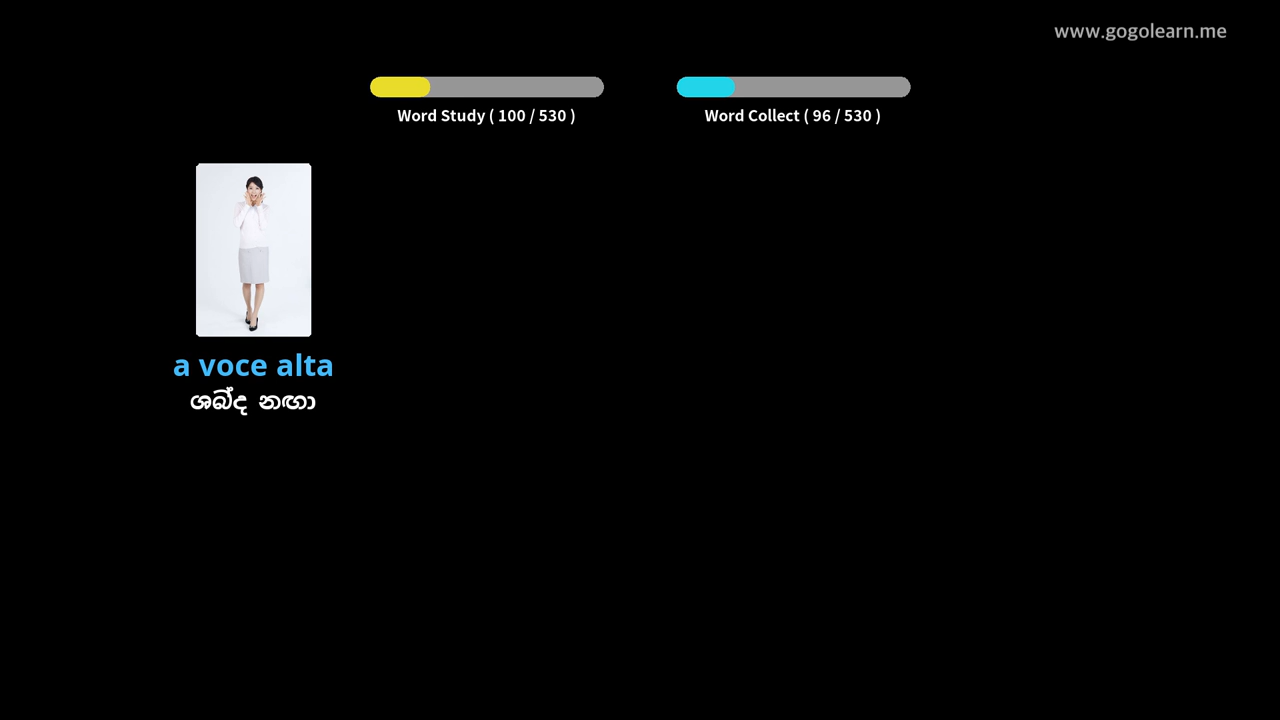 www.gogolearn.me
Word Study ( 100 / 530 )
Word Collect ( 96 / 530 )
a voce alta
ශබ්ද නඟා